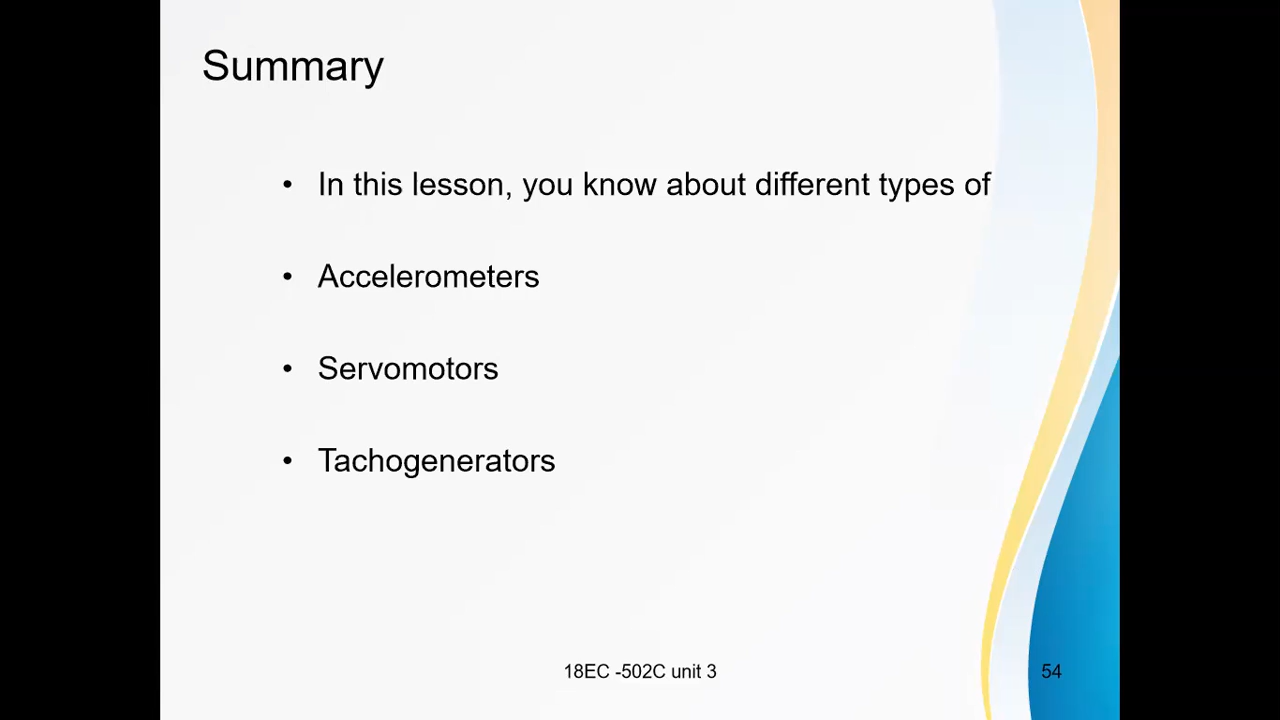 Summary
• In this lesson, you know about different types of
• Accelerometers
• Servomotors
• Tachogenerators
18EC -502C unit 3
54